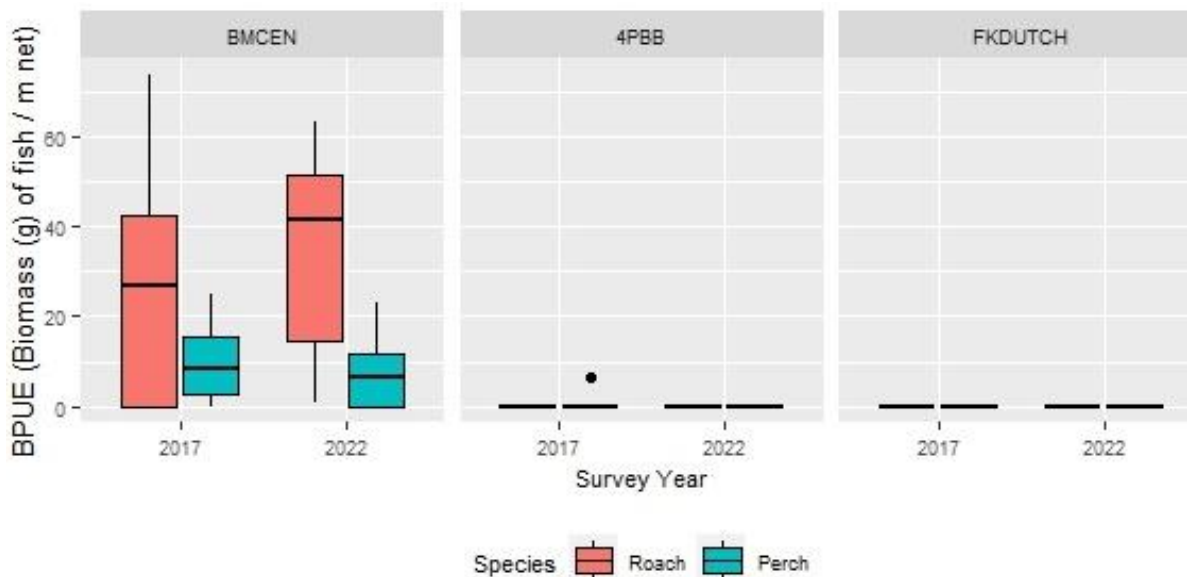 BMCEN 4PBB FKDUTCH
BPUE (Biomass (g) of fish / m net)
60
40
20
0
2017 2022 2017 2022 2017 2022
Survey Year
Species Roach Perch